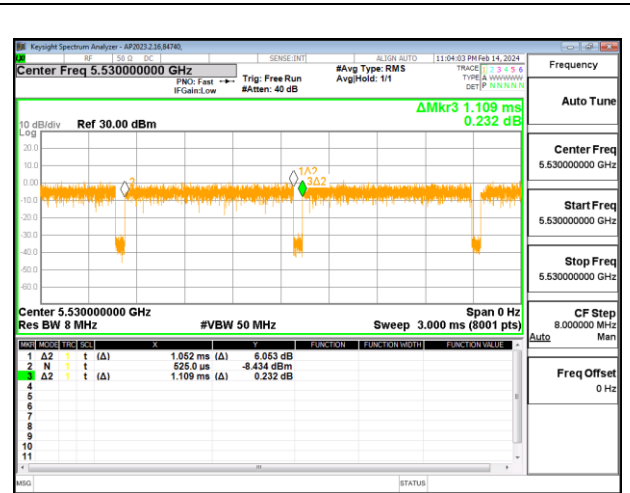 Keysight Spectrum Analyzer - AP2023.2.16,84740,
RF 50 Ω DC SENSE:INT ALIGN AUTO 11:04:03 PM Feb 14, 2024
Center Freq 5.530000000 GHz #Avg Type: RMS TRACE 1 2 3 4 5 6 Frequency
PNO: Fast Trig: Free Run Avg|Hold: 1/1 TYPE A WWWWW
IFGain:Low #Atten: 40 dB DET P N N N N N
Auto Tune
ΔMkr3 1.109 ms
10 dB/div Ref 30.00 dBm 0.232 dB
Log
20.0
10.0
0.00
-10.0
-20.0
-30.0
-40.0
-50.0
-60.0
2
1Δ2
3Δ2
Center Freq
5.530000000 GHz
Start Freq
5.530000000 GHz
Stop Freq
5.530000000 GHz
Center 5.530000000 GHz Span 0 Hz
Res BW 8 MHz #VBW 50 MHz Sweep 3.000 ms (8001 pts)
CF Step
8.000000 MHz
Auto Man
MKR MODE TRC SCL X Y FUNCTION FUNCTION WIDTH FUNCTION VALUE
1 Δ2 1 t (Δ) 1.052 ms (Δ) 6.053 dB
2 N 1 t 525.0 µs -8.434 dBm
3 Δ2 1 t (Δ) 1.109 ms (Δ) 0.232 dB
4
5
6
7
8
9
10
11
Freq Offset
0 Hz
MSG STATUS